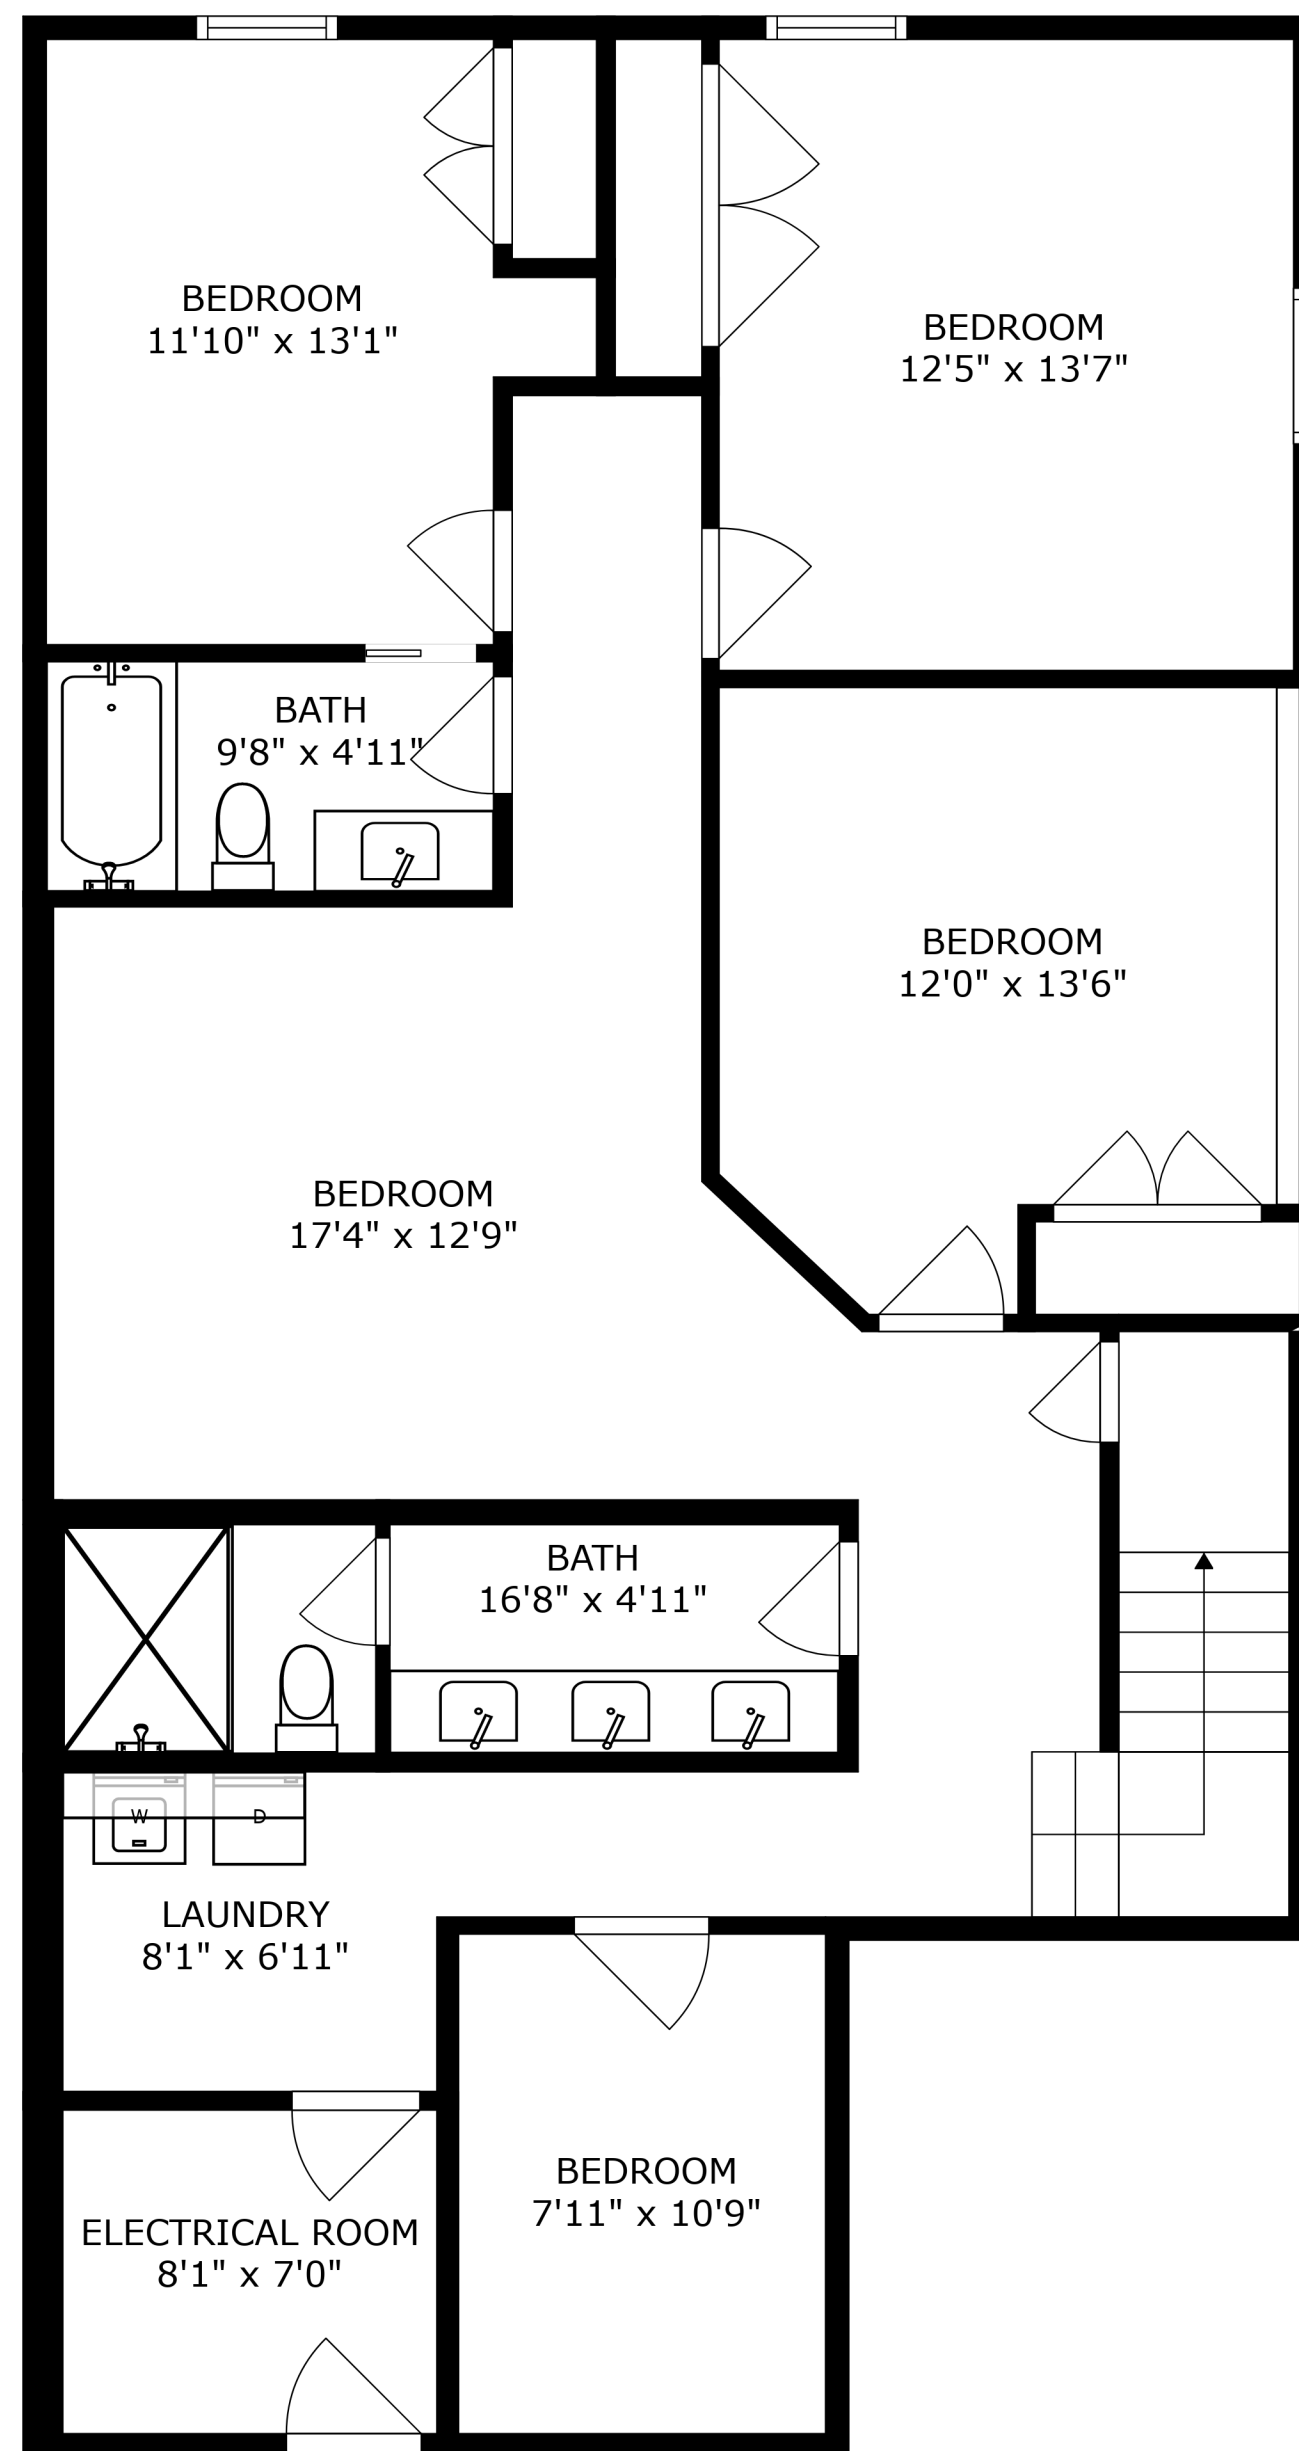 BEDROOM
11'10" x 13'1"
BEDROOM
12'5" x 13'7"
BATH
9'8" x 4'11"
BEDROOM
12'0" x 13'6"
BEDROOM
17'4" x 12'9"
BATH
16'8" x 4'11"
W
D
LAUNDRY
8'1" x 6'11"
BEDROOM
7'11" x 10'9"
ELECTRICAL ROOM
8'1" x 7'0"